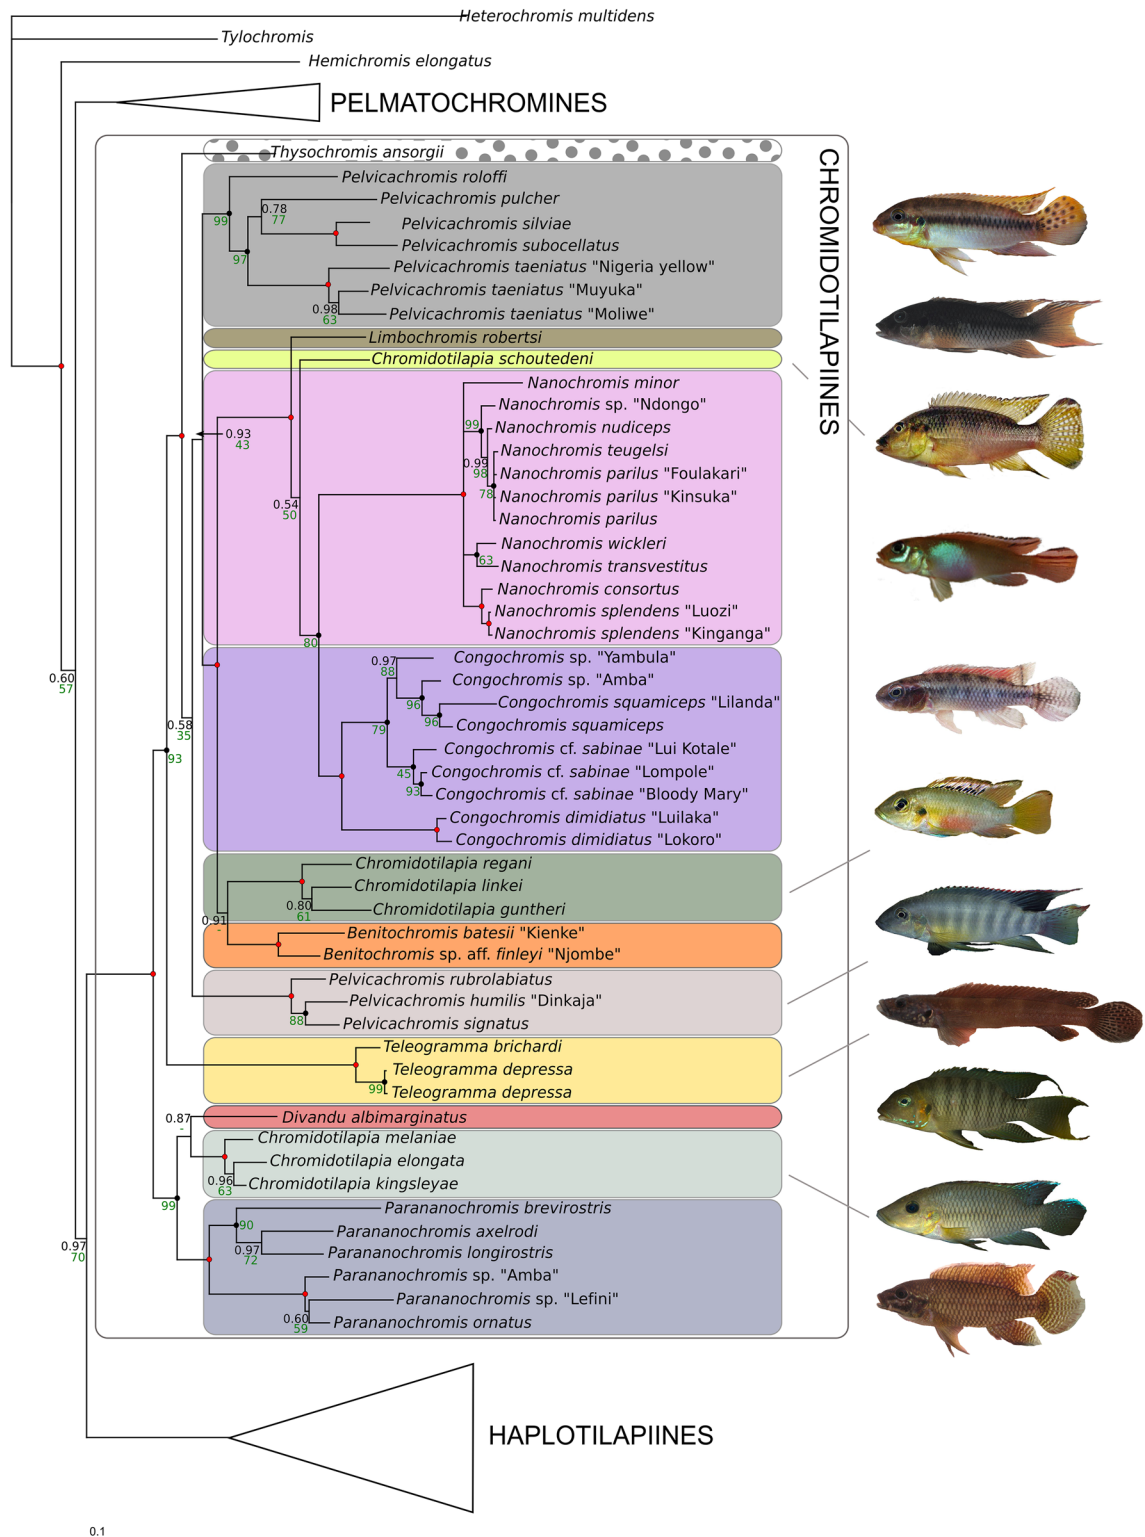 Heterochromis multidens
Tylochromis
Hemichromis elongatus
PELMATOCHROMINES
CHROMIDOTILAPIINES
Thysochromis ansorgii
Pelvicachromis roloffi
Pelvicachromis pulcher
0.78
99
77
Pelvicachromis silviae
Pelvicachromis subocellatus
97
Pelvicachromis taeniatus "Nigeria yellow"
Pelvicachromis taeniatus "Muyuka"
0.98
63
Pelvicachromis taeniatus "Moliwe"
Limbochromis robertsi
Chromidotilapia schoutedeni
Nanochromis minor
Nanochromis sp. "Ndongo"
99
Nanochromis nudiceps
0.93
43
Nanochromis teugelsi
0.99
98
Nanochromis parilus "Foulakari"
78
Nanochromis parilus "Kinsuka"
0.54
50
Nanochromis parilus
Nanochromis wickleri
63
Nanochromis transvestitus
Nanochromis consortus
Nanochromis splendens "Luozi"
Nanochromis splendens "Kinganga"
80
0.97
88
Congochromis sp. "Yambula"
0.60
57
Congochromis sp. "Amba"
96
Congochromis squamiceps "Lilanda"
96
Congochromis squamiceps
0.58
35
79
Congochromis cf. sabinae "Lui Kotale"
93
45
Congochromis cf. sabinae "Lompole"
93
Congochromis cf. sabinae "Bloody Mary"
Congochromis dimidiatus "Luilaka"
Congochromis dimidiatus "Lokoro"
Chromidotilapia regani
Chromidotilapia linkei
0.80
61
Chromidotilapia guntheri
0.91
-
Benitochromis batesii "Kienke"
Benitochromis sp. aff. finleyi "Njombe"
Pelvicachromis rubrolabiatus
Pelvicachromis humilis "Dinkaja"
88
Pelvicachromis signatus
Teleogramma brichardi
Teleogramma depressa
99
Teleogramma depressa
0.87
-
Divandu albimarginatus
Chromidotilapia melaniae
Chromidotilapia elongata
0.96
63
Chromidotilapia kingsleyae
99
Parananochromis brevirostris
90
Parananochromis axelrodi
0.97
72
Parananochromis longirostris
0.97
70
Parananochromis sp. "Amba"
Parananochromis sp. "Lefini"
0.60
59
Parananochromis ornatus
HAPLOTILAPIINES
0.1